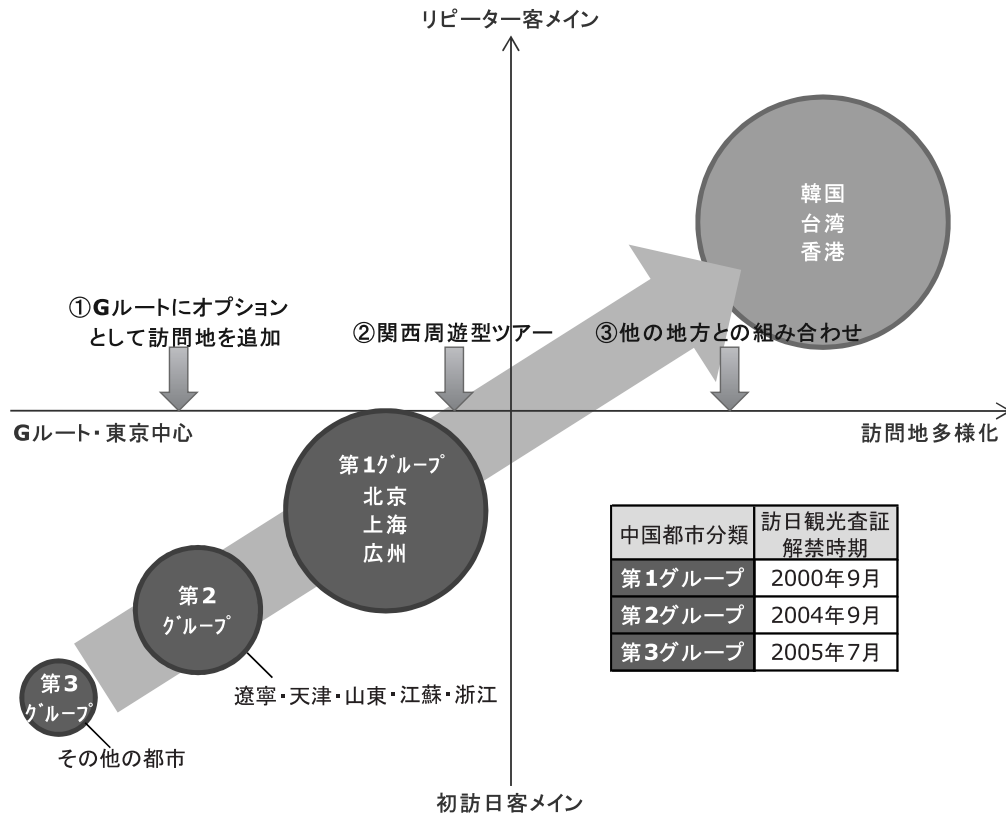 リピーター客メイン
韓国
台湾
香港
①Gルートにオプション
として訪問地を追加
②関西周遊型ツアー
③他の地方との組み合わせ
Gルート・東京中心
訪問地多様化
第1グループ
北京
上海
広州
中国都市分類
訪日観光査証
解禁時期
第1グループ
2000年9月
第2グループ
2004年9月
第3グループ
2005年7月
第2
グループ
遼寧・天津・山東・江蘇・浙江
第3
グループ
その他の都市
初訪日客メイン